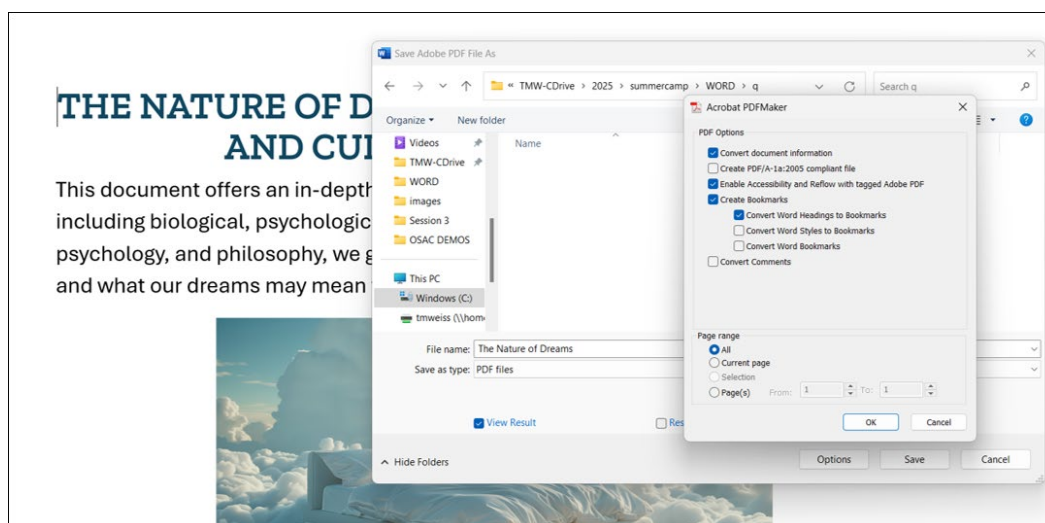 Save Adobe PDF File As
« TMW-CDrive > 2025 > summercamp > WORD > q
Search q
Organize
New folder
Name
Videos
TMW-CDrive
WORD
images
Session 3
OSAC DEMOS
This PC
Windows (C:)
tmweiss (\\hom
File name: The Nature of Dreams
Save as type: PDF files
View Result
Res
Hide Folders
Options Save Cancel
Acrobat PDFMaker
PDF Options
Convert document information
Create PDF/A-1a:2005 compliant file
Enable Accessibility and Reflow with tagged Adobe PDF
Create Bookmarks
Convert Word Headings to Bookmarks
Convert Word Styles to Bookmarks
Convert Word Bookmarks
Convert Comments
Page range
All
Current page
Selection
Page(s) From: 1 To: 1
OK Cancel
THE NATURE OF D
AND CUL
This document offers an in-depth
including biological, psychologic
psychology, and philosophy, we g
and what our dreams may mean